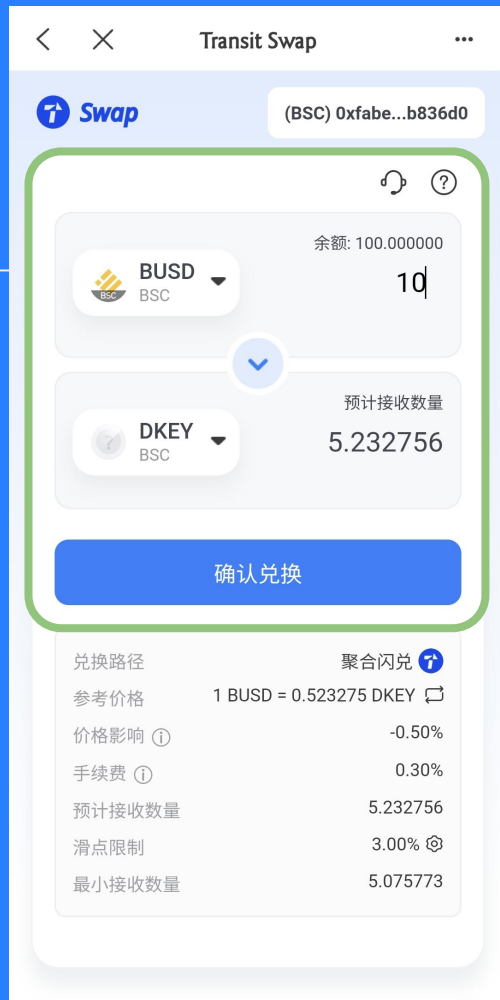 Transit Swap
Swap
(BSC) 0xfabe...b836d0
余额: 100.000000
BUSD
BSC
BSC
10
预计接收数量
?
DKEY
BSC
5.232756
确认兑换
兑换路径 聚合闪兑
参考价格 1 BUSD = 0.523275 DKEY
价格影响 -0.50%
手续费 0.30%
预计接收数量 5.232756
滑点限制 3.00%
最小接收数量 5.075773